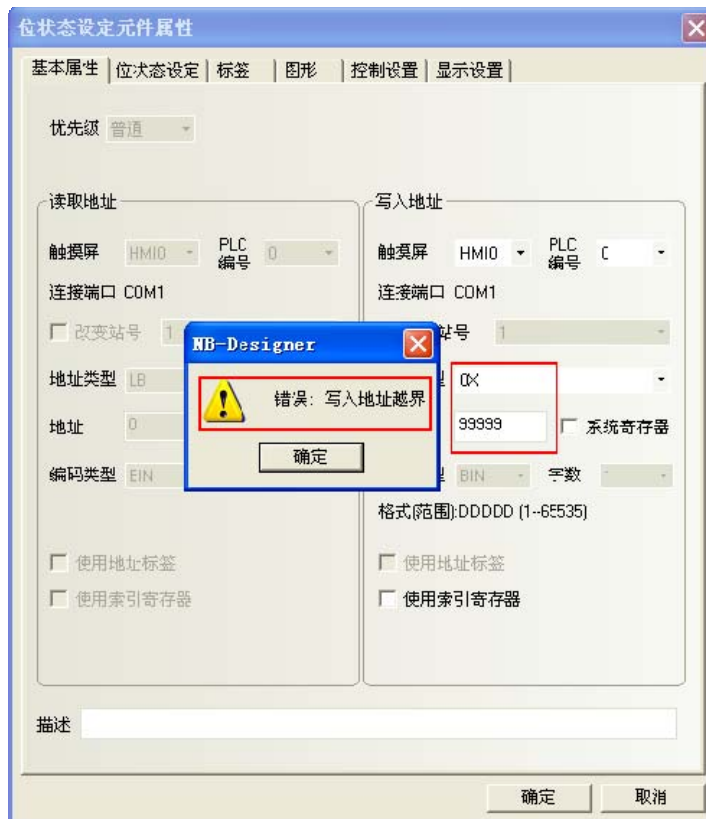 位状态设定元件属性
基本属性 位状态设定 标签 图形 控制设置 显示设置
优先级 普通
读取地址
触摸屏 HMI0 PLC编号 0
连接端口 COM1
改变站号 1
地址类型 LB
地址 0
编码类型 BIN
使用地址标签
使用索引寄存器
写入地址
触摸屏 HMI0 PLC编号 0
连接端口 COM1
站号 1
0X
99999 系统寄存器
BIN 字数
格式(范围):DDDDD (1--65535)
使用地址标签
使用索引寄存器
NB-Designer
错误: 写入地址越界
确定
描述
确定 取消